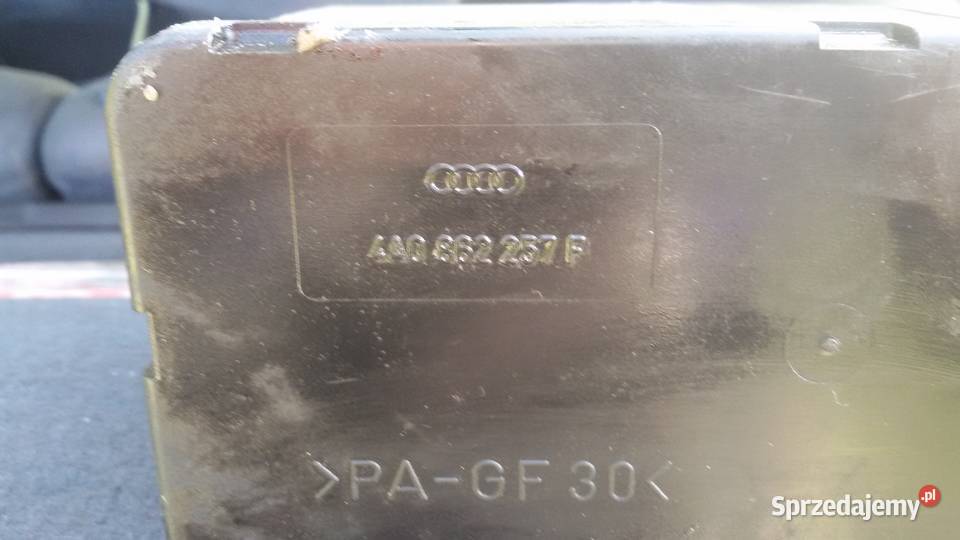 4A0 862 257 F
>PA-GF 30<
Sprzedajemy.pl